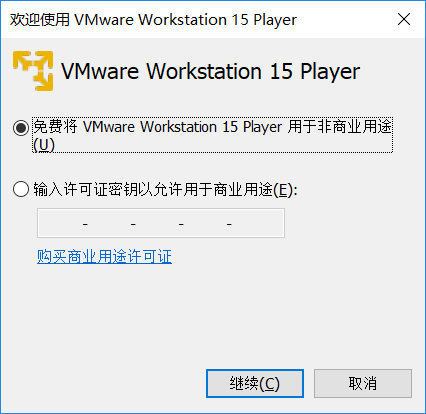 欢迎使用 VMware Workstation 15 Player
VMware Workstation 15 Player
免费将 VMware Workstation 15 Player 用于非商业用途
(U)
输入许可证密钥以允许用于商业用途(E):
- - - -
购买商业用途许可证
继续(C) 取消